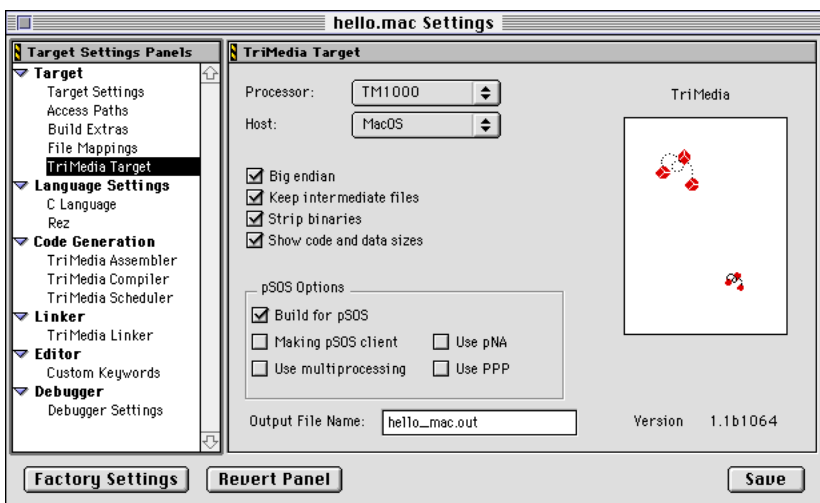 hello.mac Settings
Target Settings Panels
Target
Target Settings
Access Paths
Build Extras
File Mappings
TriMedia Target
Language Settings
C Language
Rez
Code Generation
TriMedia Assembler
TriMedia Compiler
TriMedia Scheduler
Linker
TriMedia Linker
Editor
Custom Keywords
Debugger
Debugger Settings
TriMedia Target
Processor: TM1000
Host: MacOS
TriMedia
Big endian
Keep intermediate files
Strip binaries
Show code and data sizes
pSOS Options
Build for pSOS
Making pSOS client Use pNA
Use multiprocessing Use PPP
Output File Name: hello_mac.out
Version 1.1b1064
Factory Settings Revert Panel Save